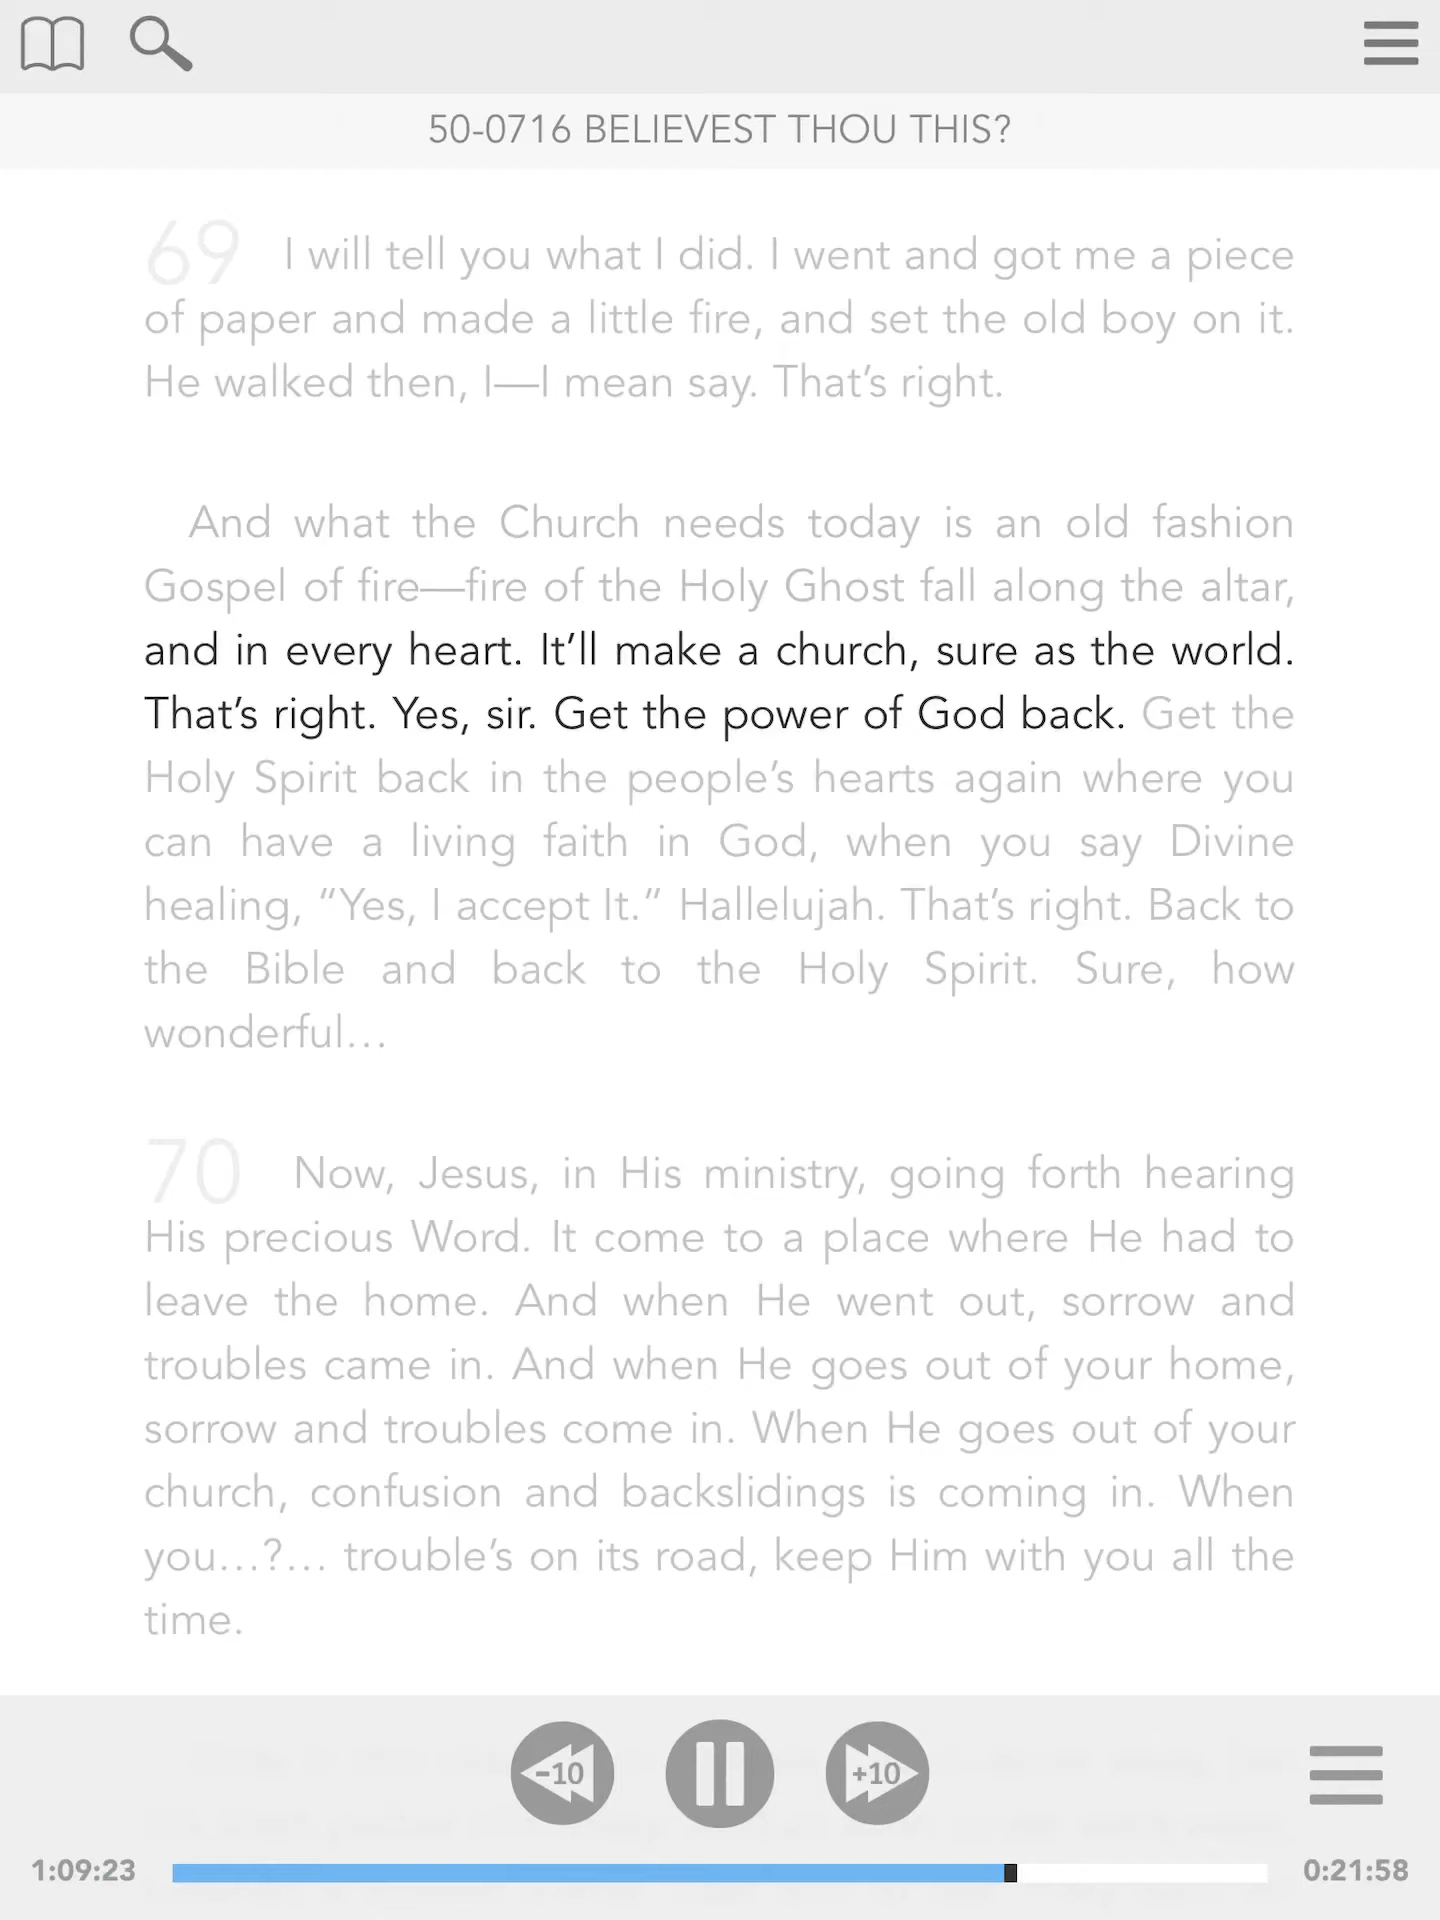 50-0716 BELIEVEST THOU THIS?
69 I will tell you what I did. I went and got me a piece
of paper and made a little fire, and set the old boy on it.
He walked then, I—I mean say. That’s right.
And what the Church needs today is an old fashion
Gospel of fire—fire of the Holy Ghost fall along the altar,
and in every heart. It’ll make a church, sure as the world.
That’s right. Yes, sir. Get the power of God back. Get the
Holy Spirit back in the people’s hearts again where you
can have a living faith in God, when you say Divine
healing, “Yes, I accept It.” Hallelujah. That’s right. Back to
the Bible and back to the Holy Spirit. Sure, how
wonderful…
70 Now, Jesus, in His ministry, going forth hearing
His precious Word. It come to a place where He had to
leave the home. And when He went out, sorrow and
troubles came in. And when He goes out of your home,
sorrow and troubles come in. When He goes out of your
church, confusion and backslidings is coming in. When
you…?… trouble’s on its road, keep Him with you all the
time.
-10 +10
1:09:23 0:21:58